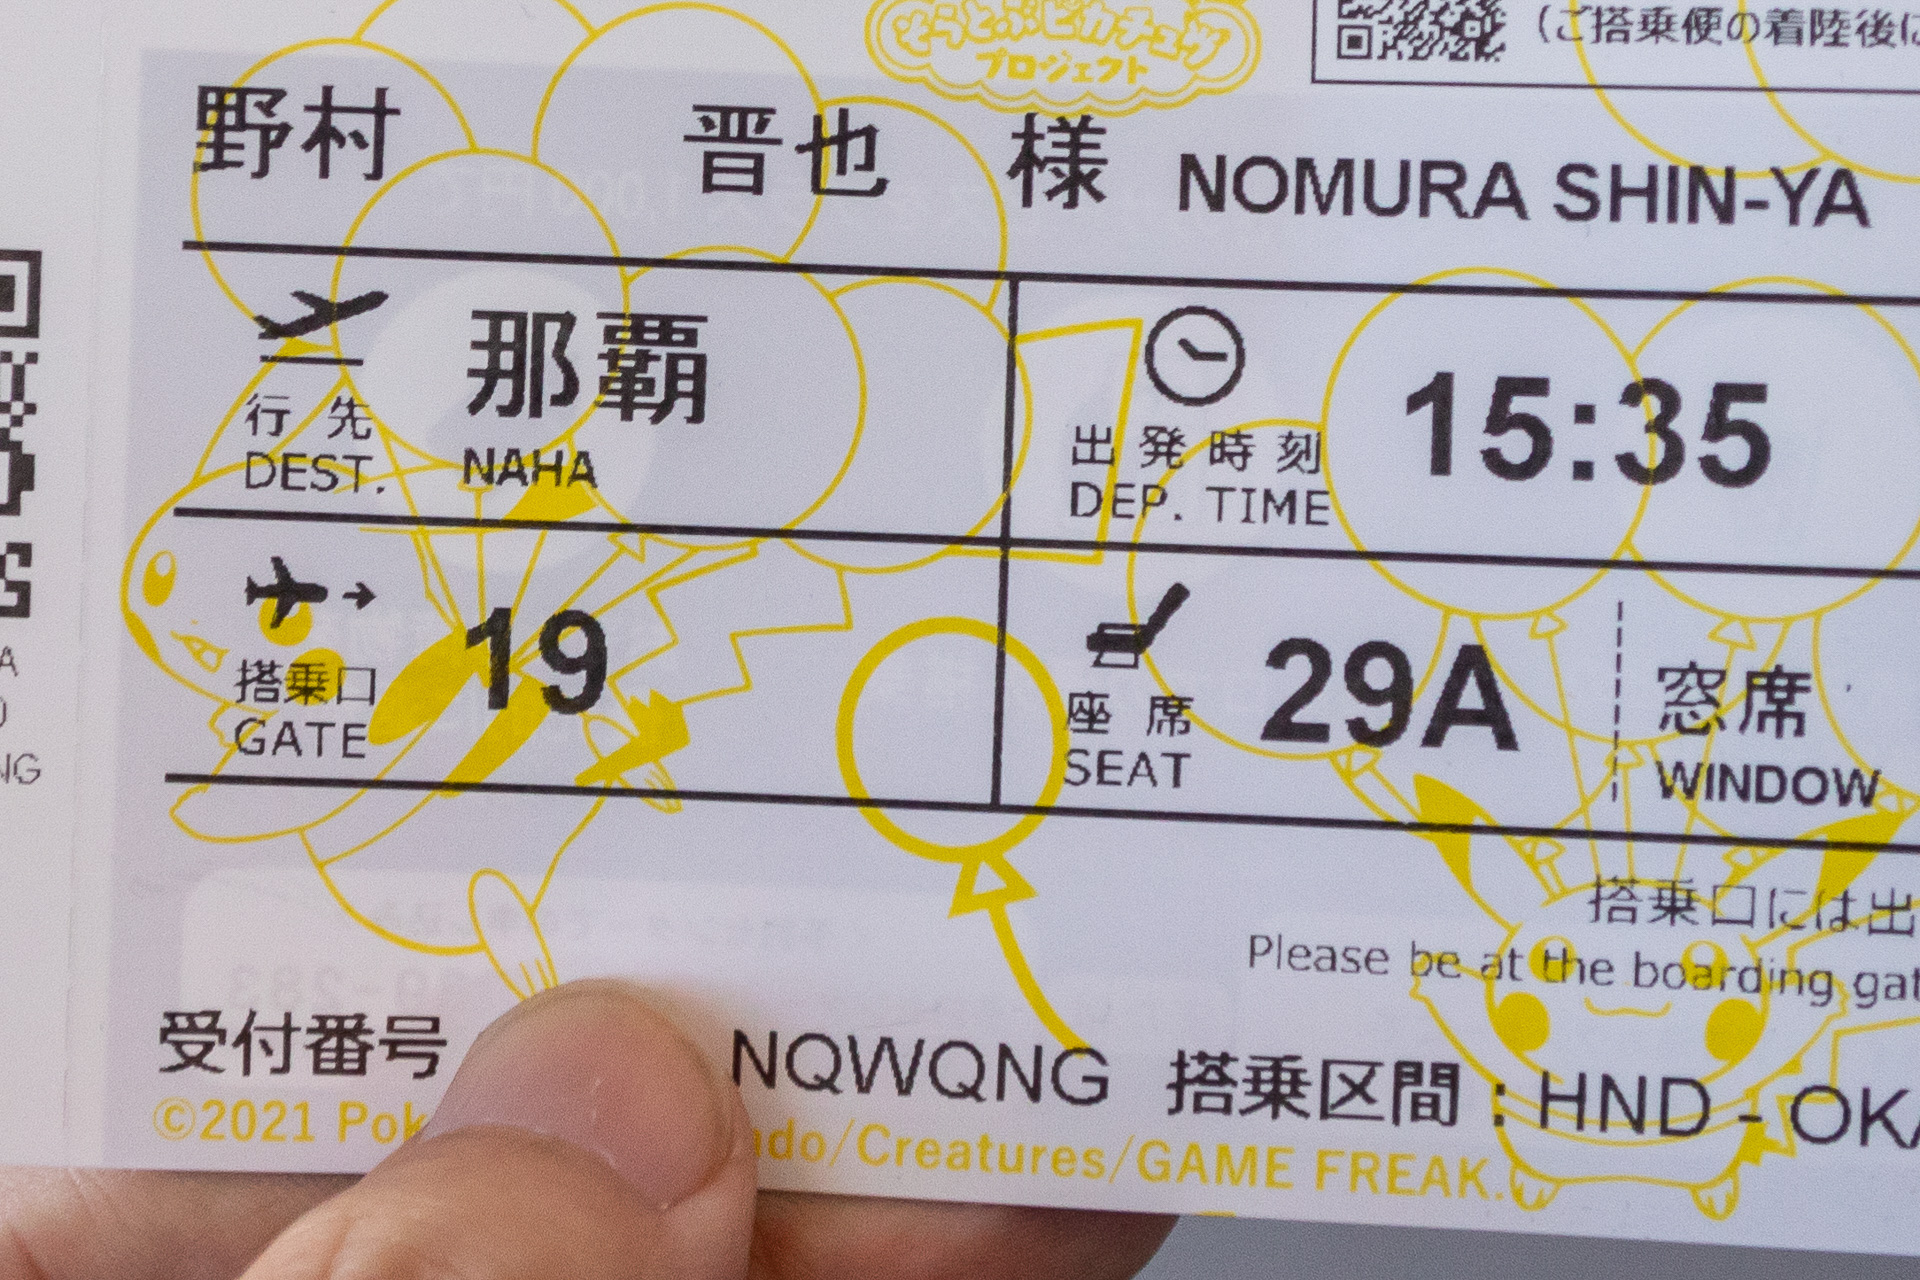 そらとぶピカチュウ
プロジェクト
(ご搭乗便の着陸後に
野村 晋也 様 NOMURA SHIN-YA
那覇
行先
DEST. NAHA
出発時刻
DEP. TIME
15:35
搭乗口
GATE
19
座席
SEAT
29A
窓席
WINDOW
搭乗口には出
Please be at the boarding gat
受付番号 NQWQNG 搭乗区間:HND - OKA
©2021 Pok ndo/Creatures/GAME FREAK.
A
NG